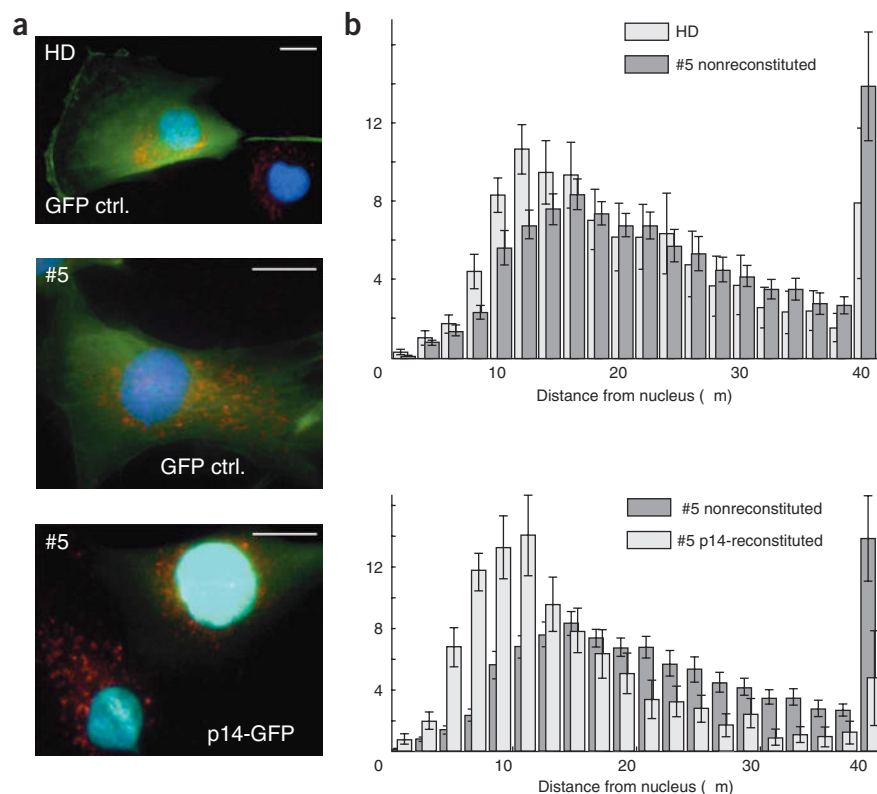 a
HD
GFP ctrl.
#5
GFP ctrl.
#5
p14-GFP
b
HD
#5 nonreconstituted
12
8
4
0
10
20
30
40
Distance from nucleus ( m)
#5 nonreconstituted
#5 p14-reconstituted
12
8
4
0
10
20
30
40
Distance from nucleus ( m)